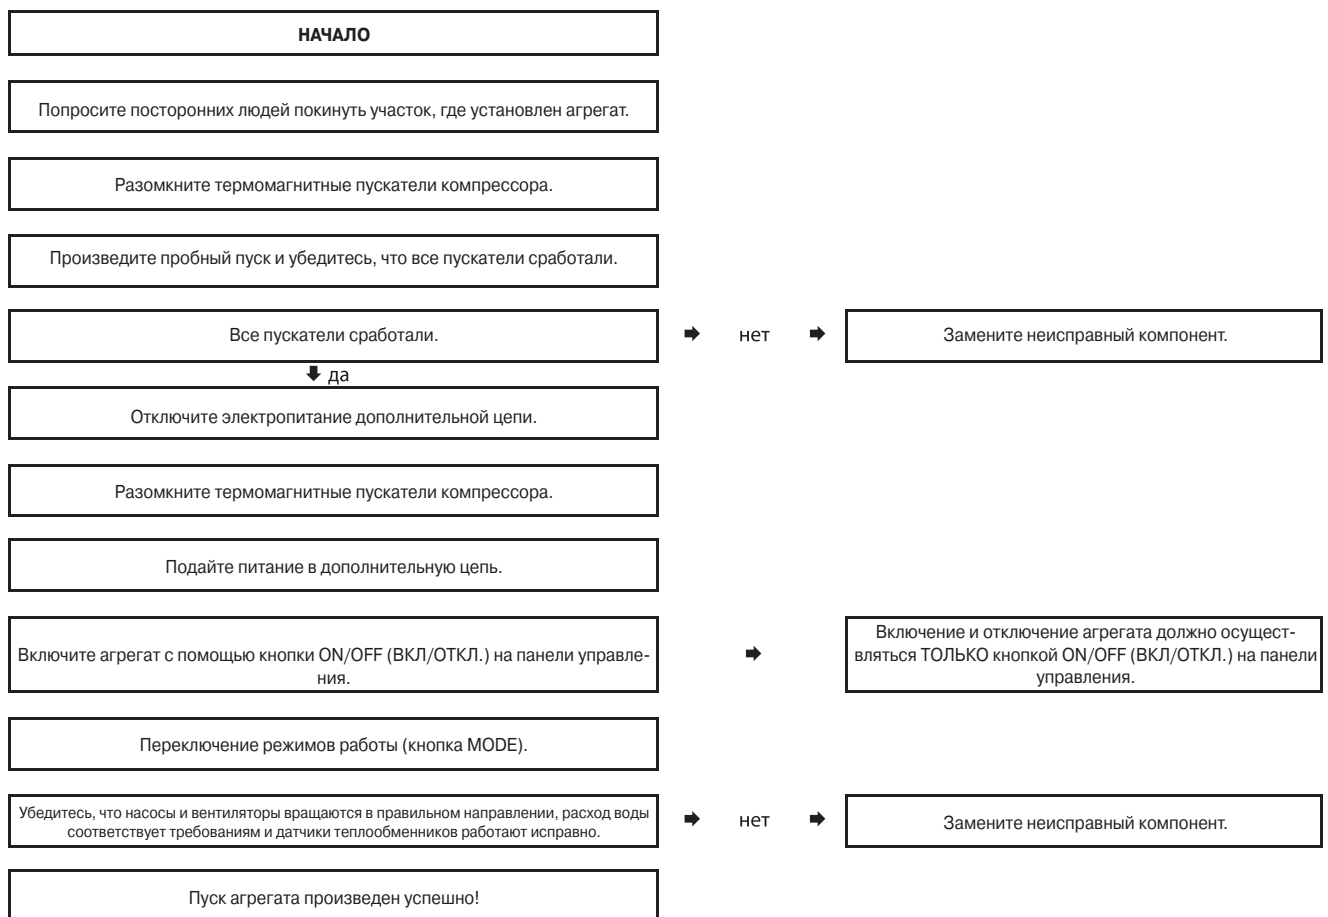 НАЧАЛО
Попросите посторонних людей покинуть участок, где установлен агрегат.
Разомкните термомагнитные пускатели компрессора.
Произведите пробный пуск и убедитесь, что все пускатели сработали.
Все пускатели сработали.
нет
Замените неисправный компонент.
да
Отключите электропитание дополнительной цепи.
Разомкните термомагнитные пускатели компрессора.
Подайте питание в дополнительную цепь.
Включите агрегат с помощью кнопки ON/OFF (ВКЛ/ОТКЛ.) на панели управле-
ния.
Включение и отключение агрегата должно осущест-
вляться ТОЛЬКО кнопкой ON/OFF (ВКЛ/ОТКЛ.) на панели
управления.
Переключение режимов работы (кнопка MODE).
Убедитесь, что насосы и вентиляторы вращаются в правильном направлении, расход воды
соответствует требованиям и датчики теплообменников работают исправно.
нет
Замените неисправный компонент.
Пуск агрегата произведен успешно!